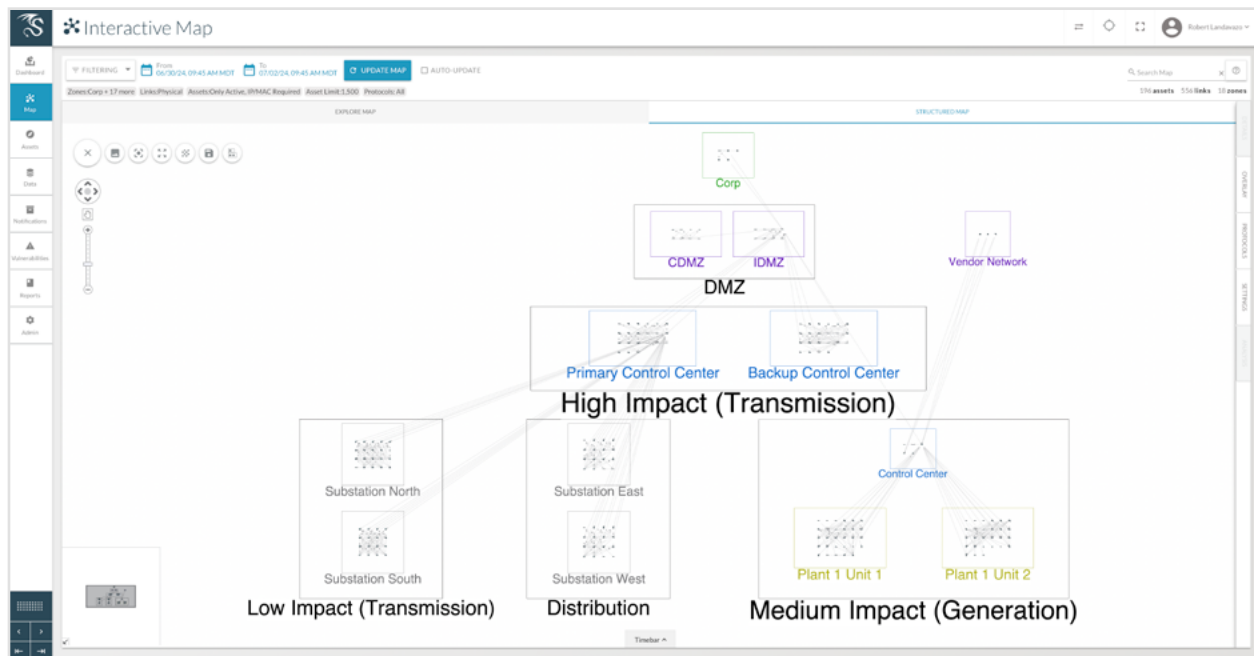 Interactive Map
Robert Landavazo
Dashboard
Map
Assets
Data
Notifications
Vulnerabilities
Reports
Admin
FILTERING
From
06/30/24, 09:45 AM MDT
To
07/02/24, 09:45 AM MDT
UPDATE MAP
AUTO-UPDATE
Search Map
Zones:Corp + 17 more Links:Physical Assets:Only Active, IP/MAC Required Asset Limit:1,500 Protocols: All
196 assets 556 links 18 zones
EXPLORE MAP
STRUCTURED MAP
OVERLAY
PROTOCOLS
SETTINGS
Corp
CDMZ
IDMZ
DMZ
Vendor Network
Primary Control Center
Backup Control Center
High Impact (Transmission)
Substation North
Substation South
Low Impact (Transmission)
Substation East
Substation West
Distribution
Control Center
Plant 1 Unit 1
Plant 1 Unit 2
Medium Impact (Generation)
Timebar